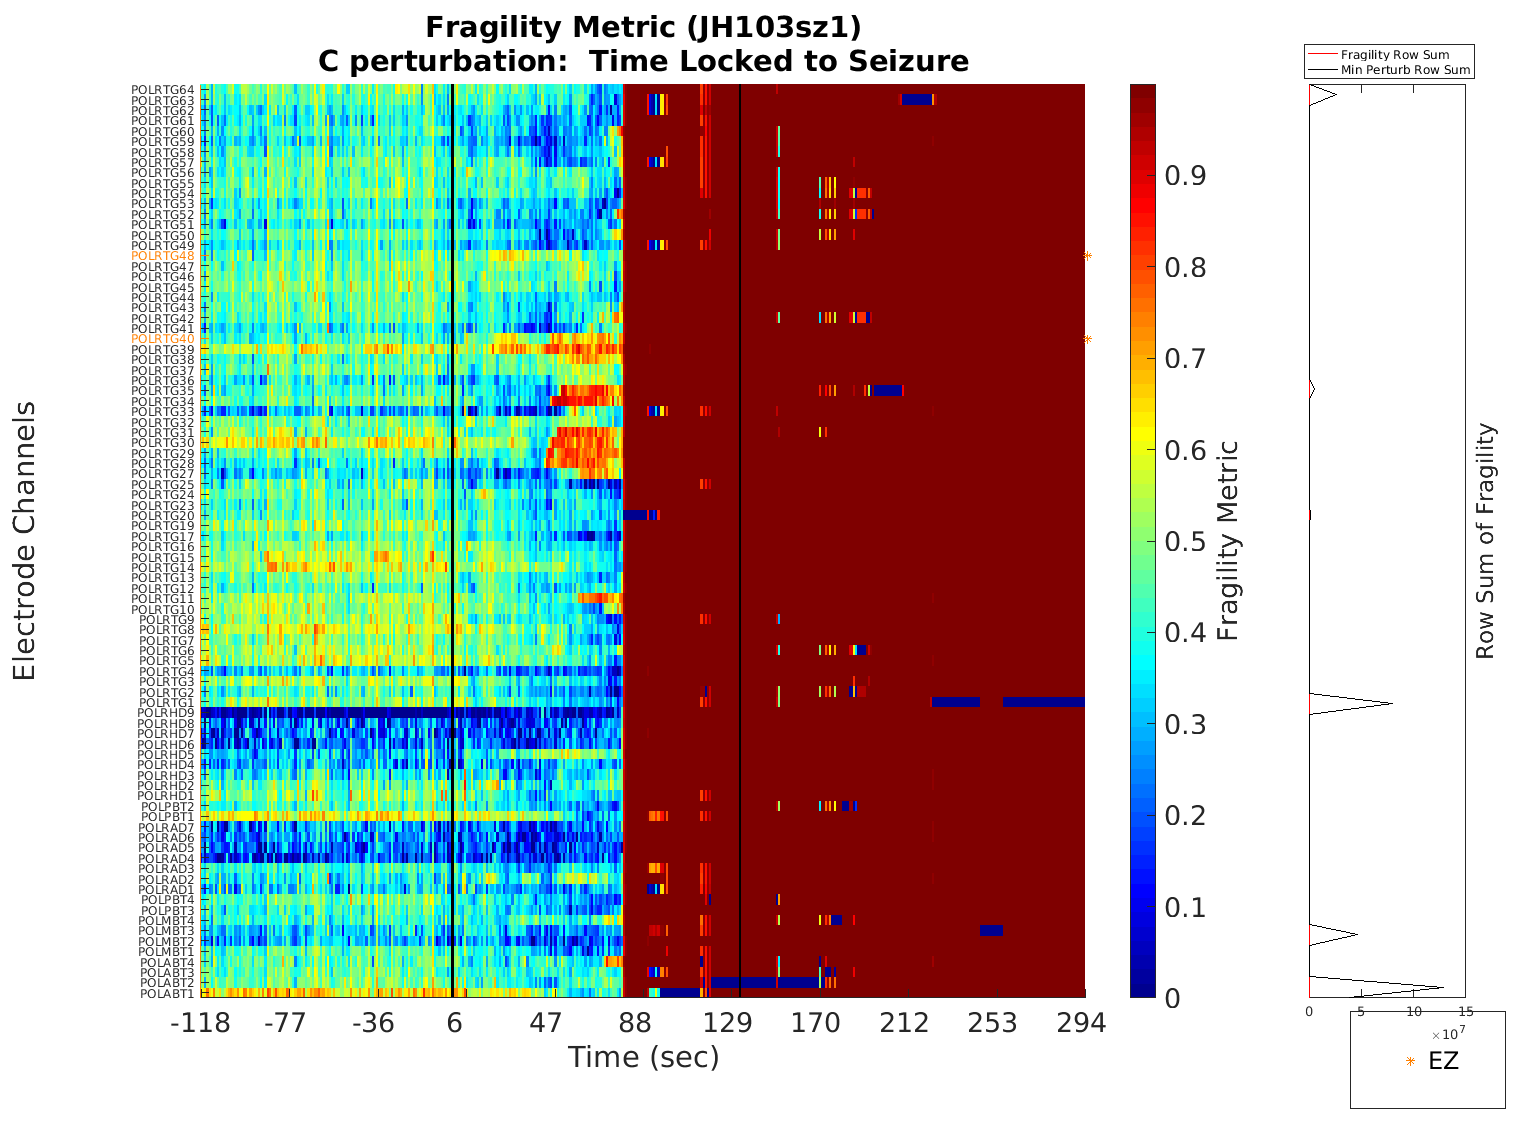 Fragility Metric (JH103sz1)
C perturbation:  Time Locked to Seizure
Electrode Channels
POLRTG64
POLRTG63
POLRTG62
POLRTG61
POLRTG60
POLRTG59
POLRTG58
POLRTG57
POLRTG56
POLRTG55
POLRTG54
POLRTG53
POLRTG52
POLRTG51
POLRTG50
POLRTG49
POLRTG48
POLRTG47
POLRTG46
POLRTG45
POLRTG44
POLRTG43
POLRTG42
POLRTG41
POLRTG40
POLRTG39
POLRTG38
POLRTG37
POLRTG36
POLRTG35
POLRTG34
POLRTG33
POLRTG32
POLRTG31
POLRTG30
POLRTG29
POLRTG28
POLRTG27
POLRTG25
POLRTG24
POLRTG23
POLRTG20
POLRTG19
POLRTG17
POLRTG16
POLRTG15
POLRTG14
POLRTG13
POLRTG12
POLRTG11
POLRTG10
POLRTG9
POLRTG8
POLRTG7
POLRTG6
POLRTG5
POLRTG4
POLRTG3
POLRTG2
POLRTG1
POLRHD9
POLRHD8
POLRHD7
POLRHD6
POLRHD5
POLRHD4
POLRHD3
POLRHD2
POLRHD1
POLPBT2
POLPBT1
POLRAD7
POLRAD6
POLRAD5
POLRAD4
POLRAD3
POLRAD2
POLRAD1
POLPBT4
POLPBT3
POLMBT4
POLMBT3
POLMBT2
POLMBT1
POLABT4
POLABT3
POLABT2
POLABT1
-118 -77 -36 6 47 88 129 170 212 253 294
Time (sec)
0.9
0.8
0.7
0.6
0.5
0.4
0.3
0.2
0.1
0
Fragility Metric
Fragility Row Sum
Min Perturb Row Sum
Row Sum of Fragility
0 5 10 15
×10^7
EZ